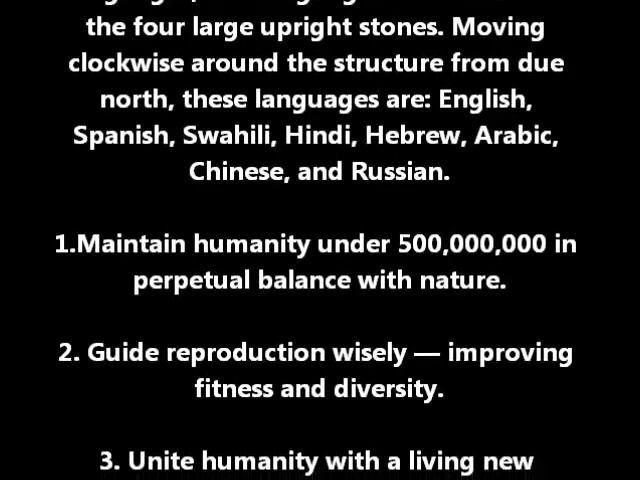 the four large upright stones. Moving
clockwise around the structure from due
north, these languages are: English,
Spanish, Swahili, Hindi, Hebrew, Arabic,
Chinese, and Russian.
1.Maintain humanity under 500,000,000 in
perpetual balance with nature.
2. Guide reproduction wisely — improving
fitness and diversity.
3. Unite humanity with a living new